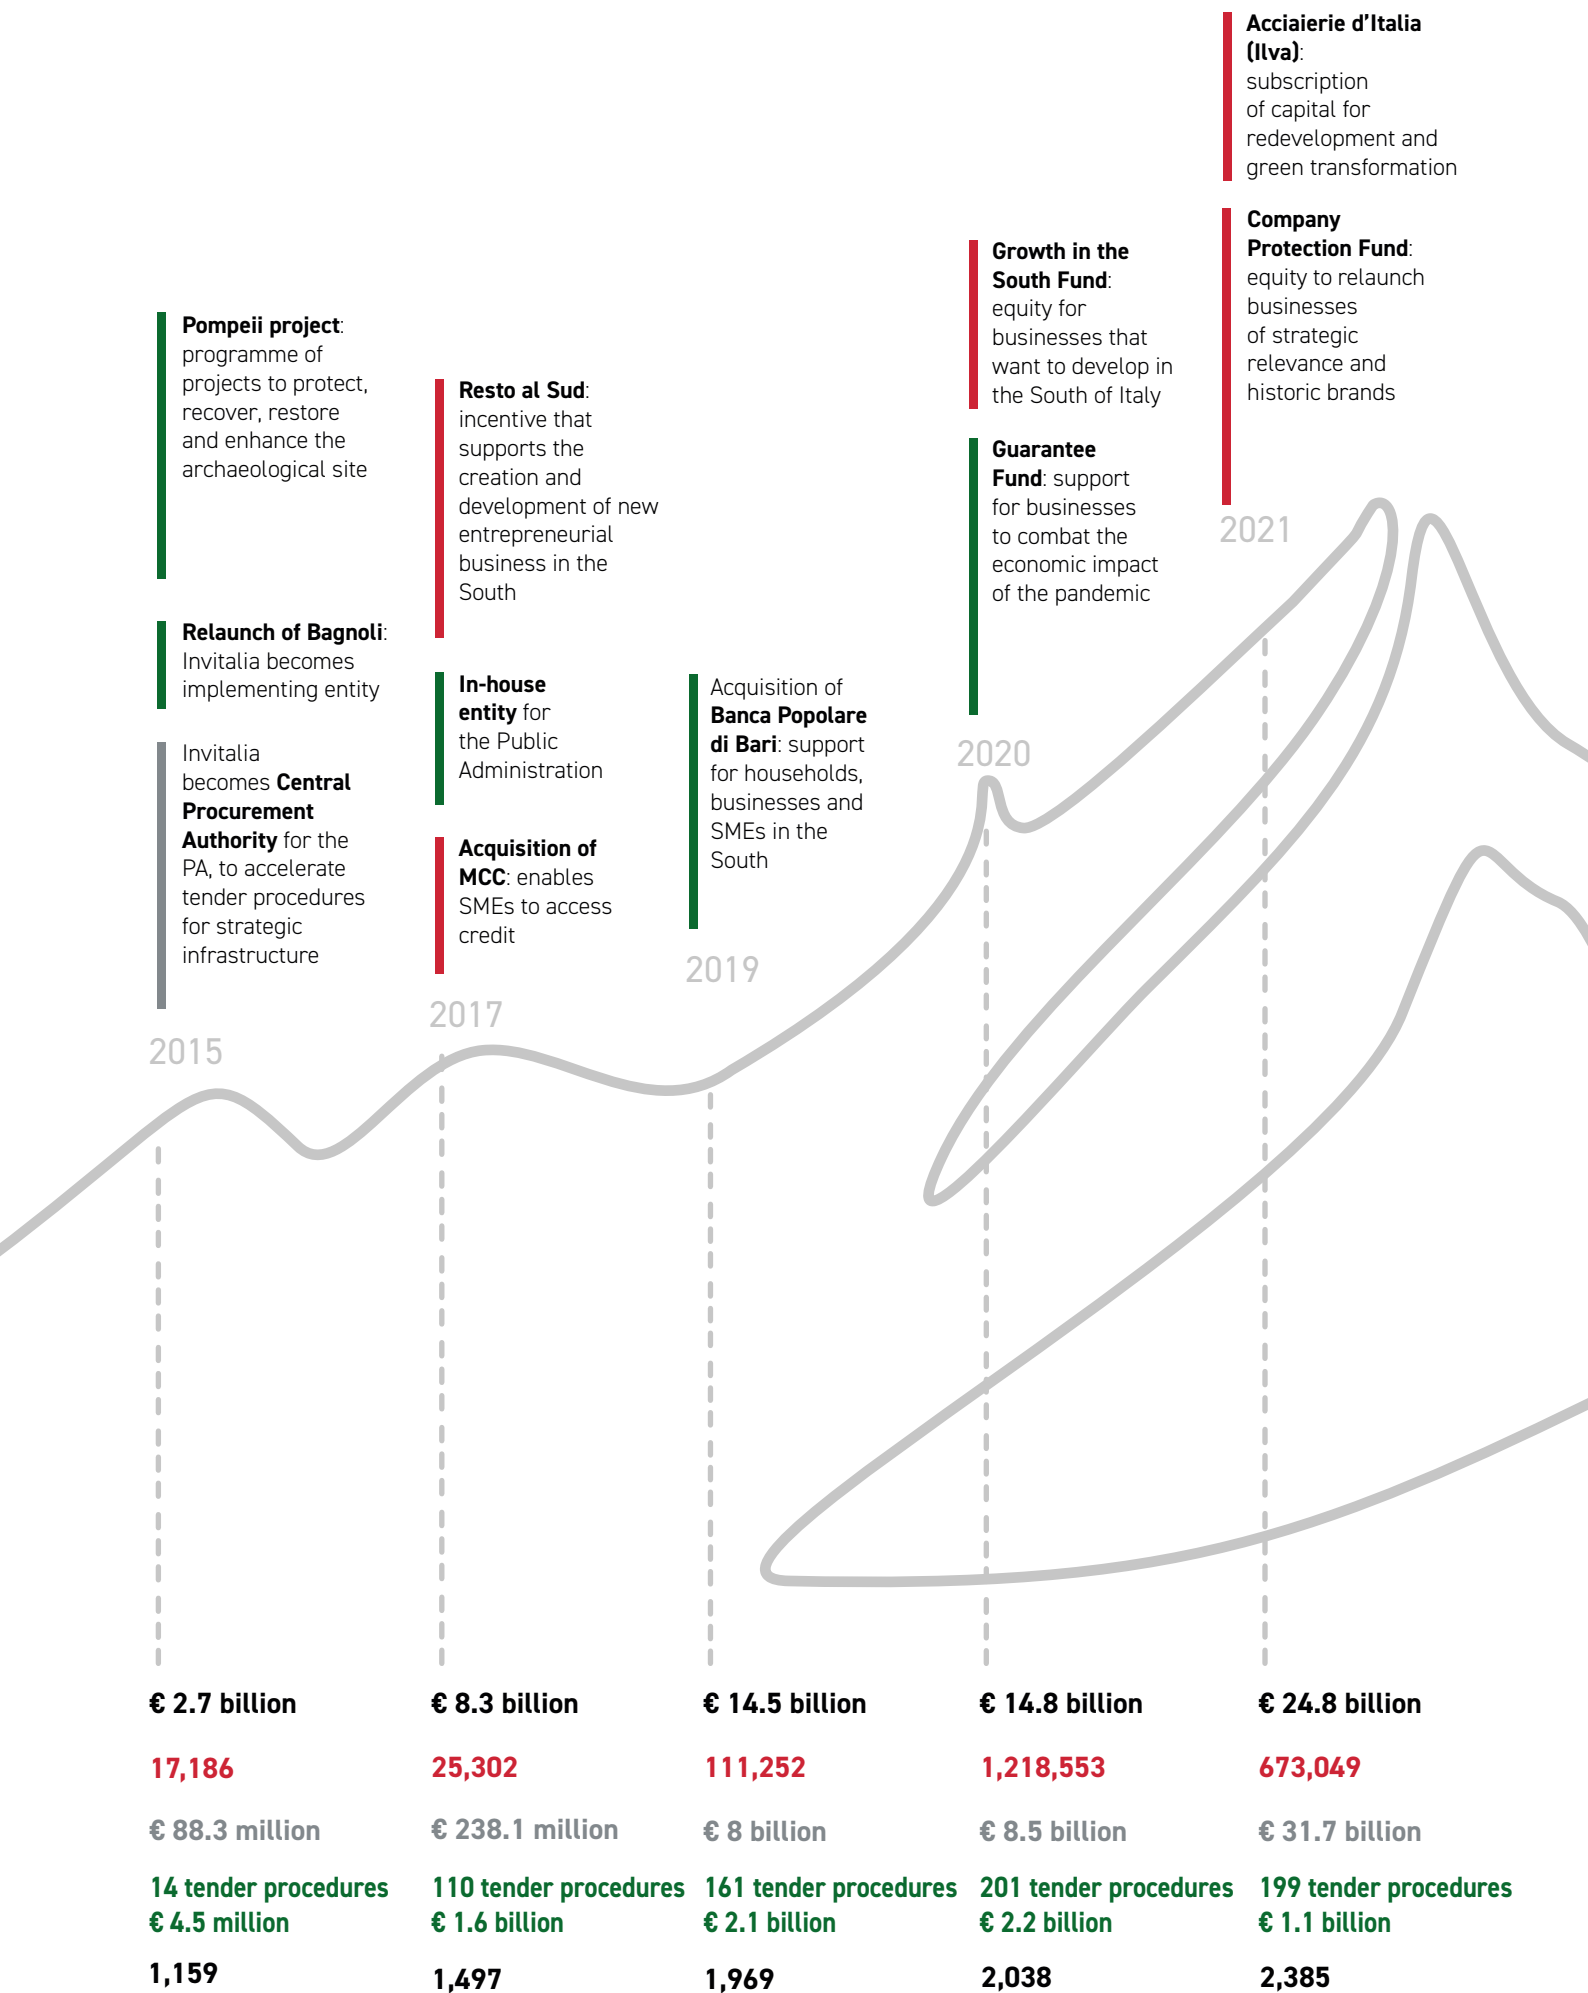 Pompeii project:
programme of
projects to protect,
recover, restore
and enhance the
archaeological site
Relaunch of Bagnoli:
Invitalia becomes
implementing entity
Invitalia
becomes Central
Procurement
Authority for the
PA, to accelerate
tender procedures
for strategic
infrastructure
2015
Resto al Sud:
incentive that
supports the
creation and
development of new
entrepreneurial
business in the
South
In-house
entity for
the Public
Administration
Acquisition of
MCC: enables
SMEs to access
credit
2017
Acquisition of
Banca Popolare
di Bari: support
for households,
businesses and
SMEs in the
South
2019
Growth in the
South Fund:
equity for
businesses that
want to develop in
the South of Italy
Guarantee
Fund: support
for businesses
to combat the
economic impact
of the pandemic
2020
Acciaierie d'Italia
(Ilva):
subscription
of capital for
redevelopment and
green transformation
Company
Protection Fund:
equity to relaunch
businesses
of strategic
relevance and
historic brands
2021
€ 2.7 billion
17,186
€ 88.3 million
14 tender procedures
€ 4.5 million
1,159
€ 8.3 billion
25,302
€ 238.1 million
110 tender procedures
€ 1.6 billion
1,497
€ 14.5 billion
111,252
€ 8 billion
161 tender procedures
€ 2.1 billion
1,969
€ 14.8 billion
1,218,553
€ 8.5 billion
201 tender procedures
€ 2.2 billion
2,038
€ 24.8 billion
673,049
€ 31.7 billion
199 tender procedures
€ 1.1 billion
2,385